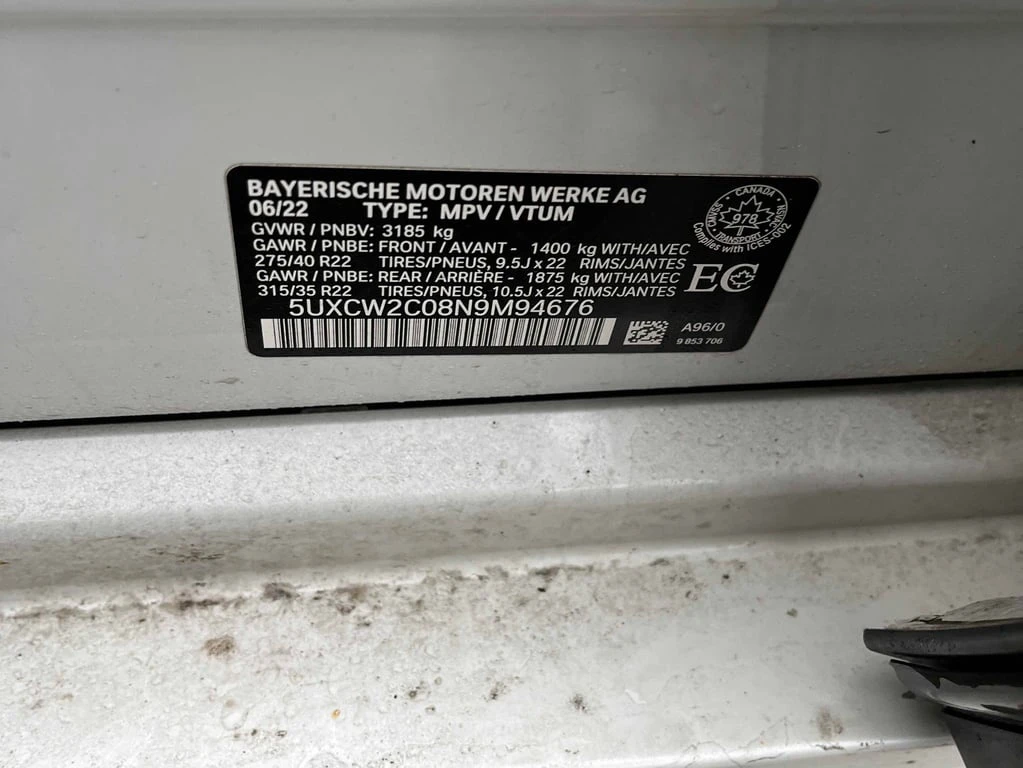 BAYERISCHE MOTOREN WERKE AG
06/22 TYPE: MPV / VTUM
GVWR / PNBV: 3185 kg
GAWR / PNBE: FRONT / AVANT - 1400 kg WITH/AVEC
275/40 R22 TIRES/PNEUS, 9.5J x 22 RIMS/JANTES
GAWR / PNBE: REAR / ARRIÈRE - 1875 kg WITH/AVEC
315/35 R22 TIRES/PNEUS, 10.5J x 22 RIMS/JANTES
5UXCW2C08N9M94676
CANADA
NSVAC
978
SNVMAC
TRANSPORT
Complies with ICES-002
EC
A96/0
9 853 706